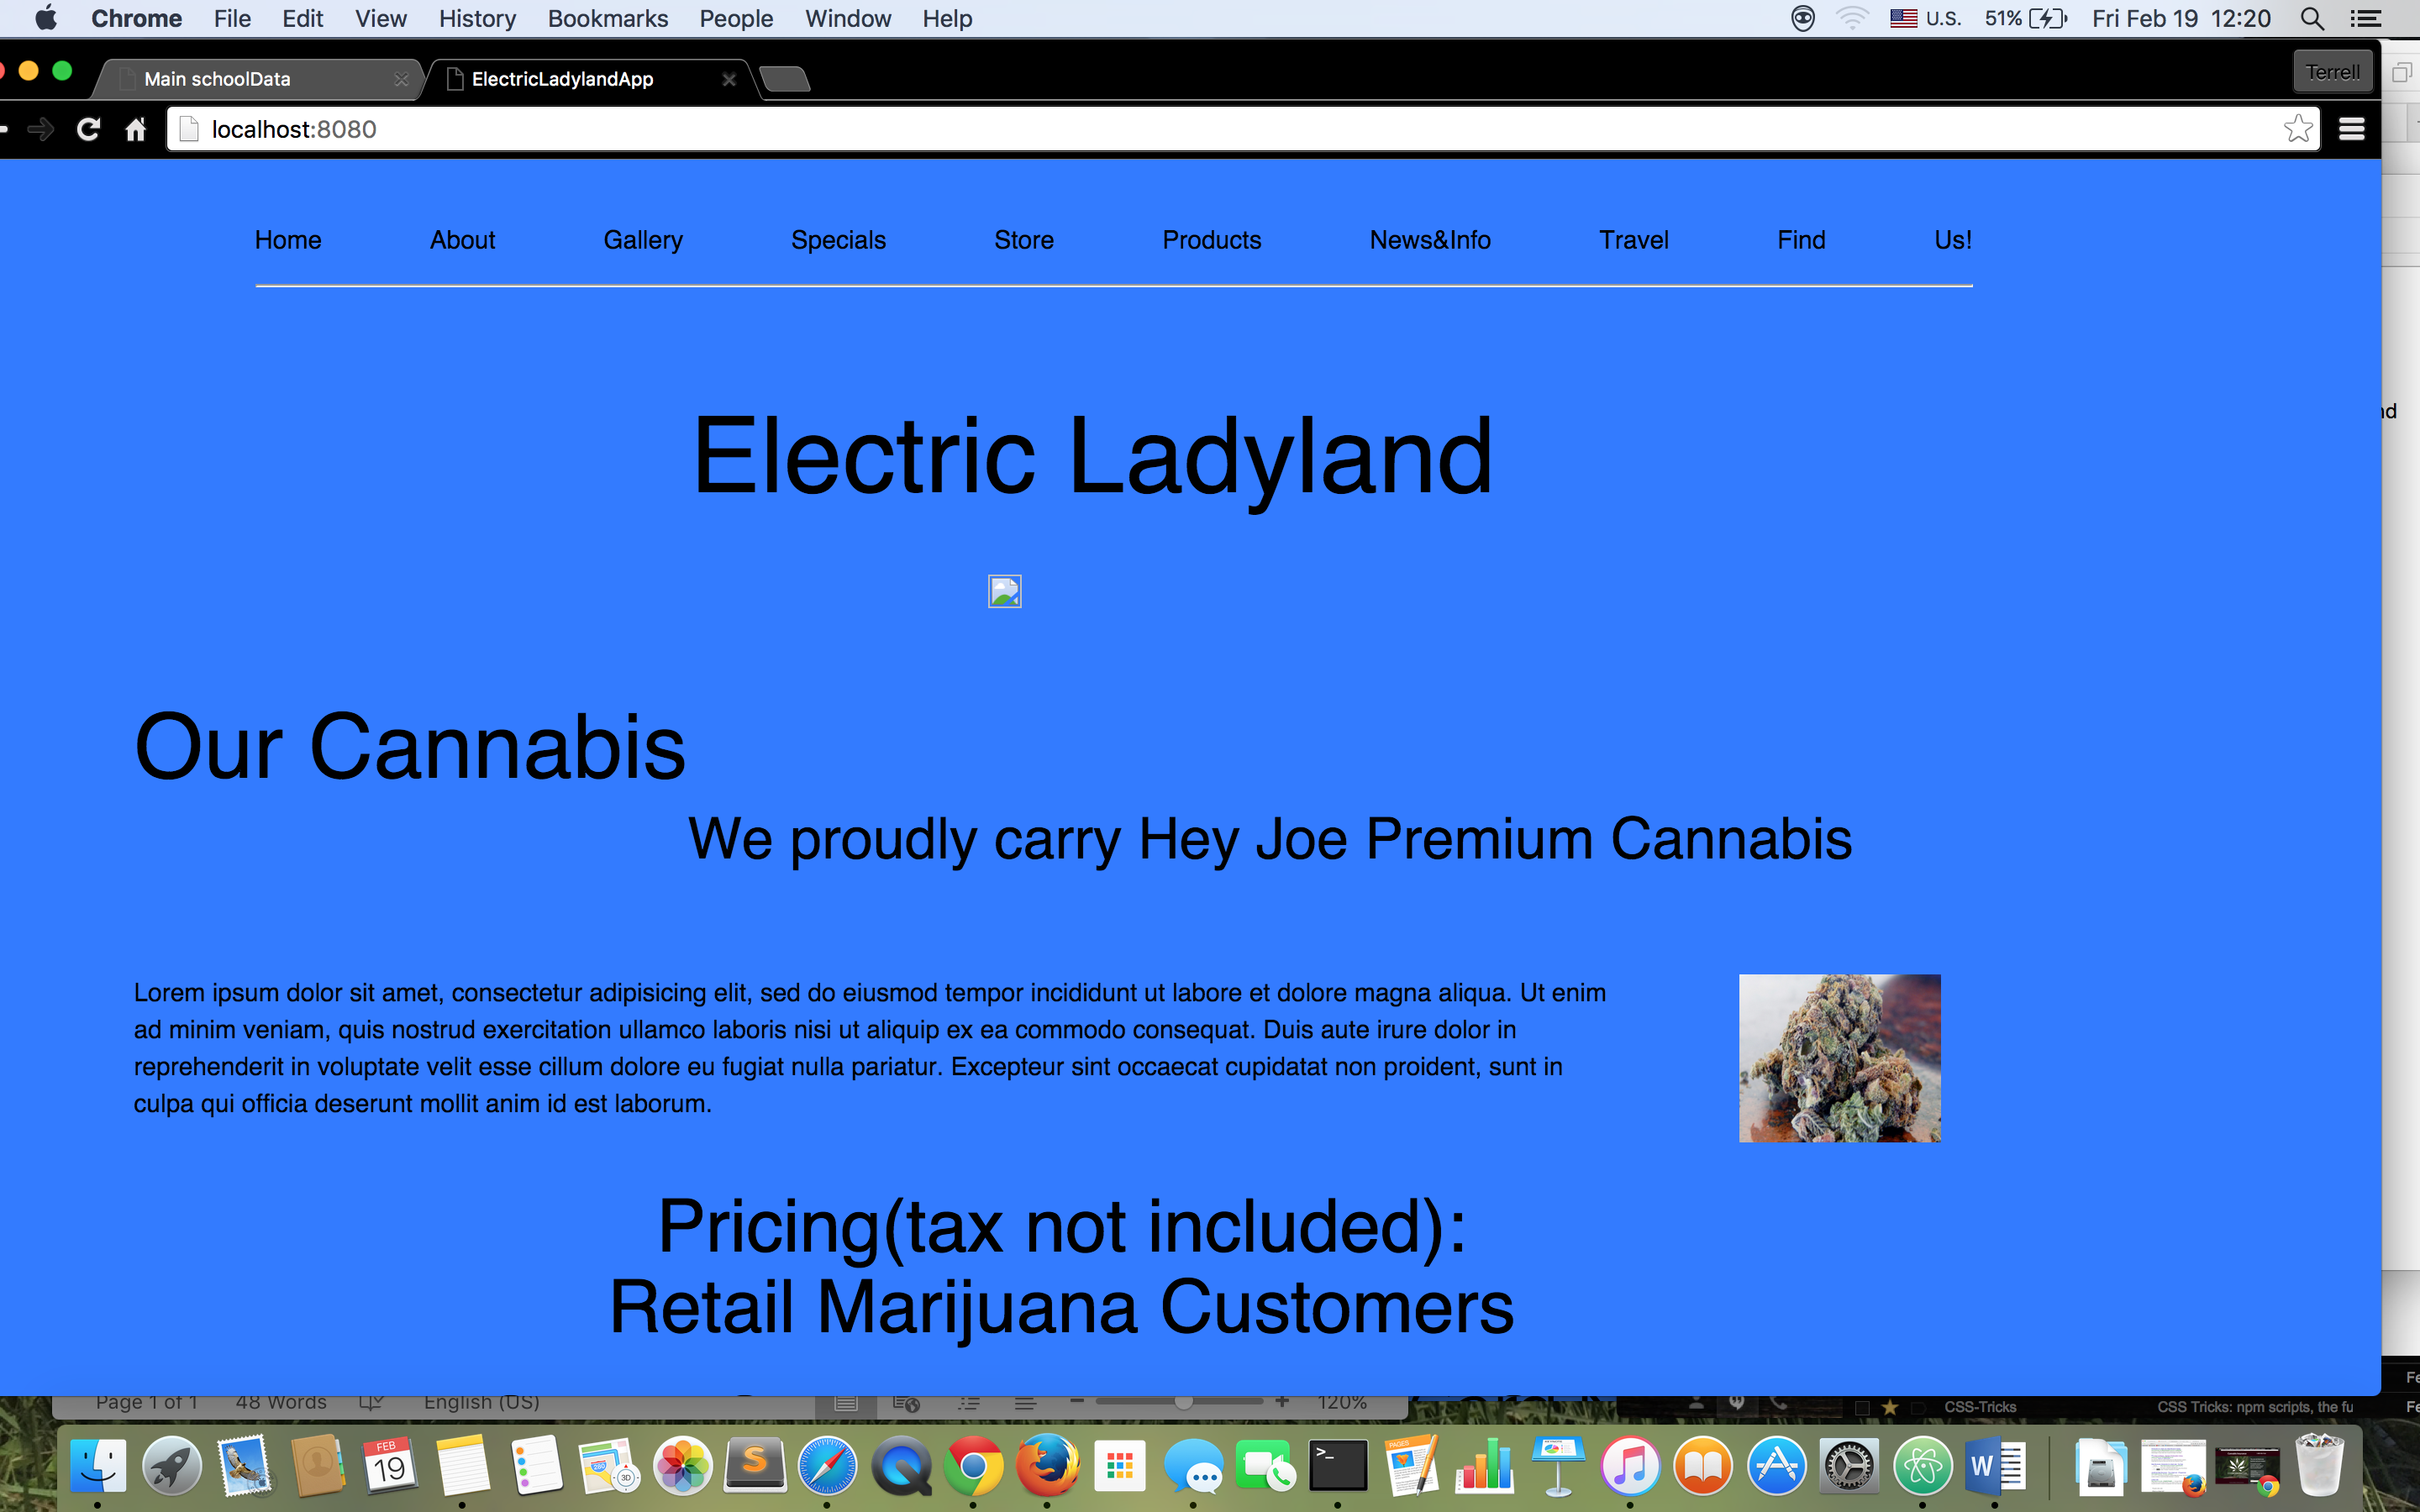 Chrome File Edit View History Bookmarks People Window Help U.S. 51% Fri Feb 19 12:20
Main schoolData ElectricLadylandApp Terrell
localhost:8080
Home About Gallery Specials Store Products News&Info Travel Find Us!
Electric Ladyland
Our Cannabis
We proudly carry Hey Joe Premium Cannabis
Lorem ipsum dolor sit amet, consectetur adipisicing elit, sed do eiusmod tempor incididunt ut labore et dolore magna aliqua. Ut enim
ad minim veniam, quis nostrud exercitation ullamco laboris nisi ut aliquip ex ea commodo consequat. Duis aute irure dolor in
reprehenderit in voluptate velit esse cillum dolore eu fugiat nulla pariatur. Excepteur sint occaecat cupidatat non proident, sunt in
culpa qui officia deserunt mollit anim id est laborum.
Pricing(tax not included):
Retail Marijuana Customers
Page 1 of 1 48 Words English (US) 120%
CSS-Tricks CSS Tricks: npm scripts, the fu
FEB
19
3D
PAGES